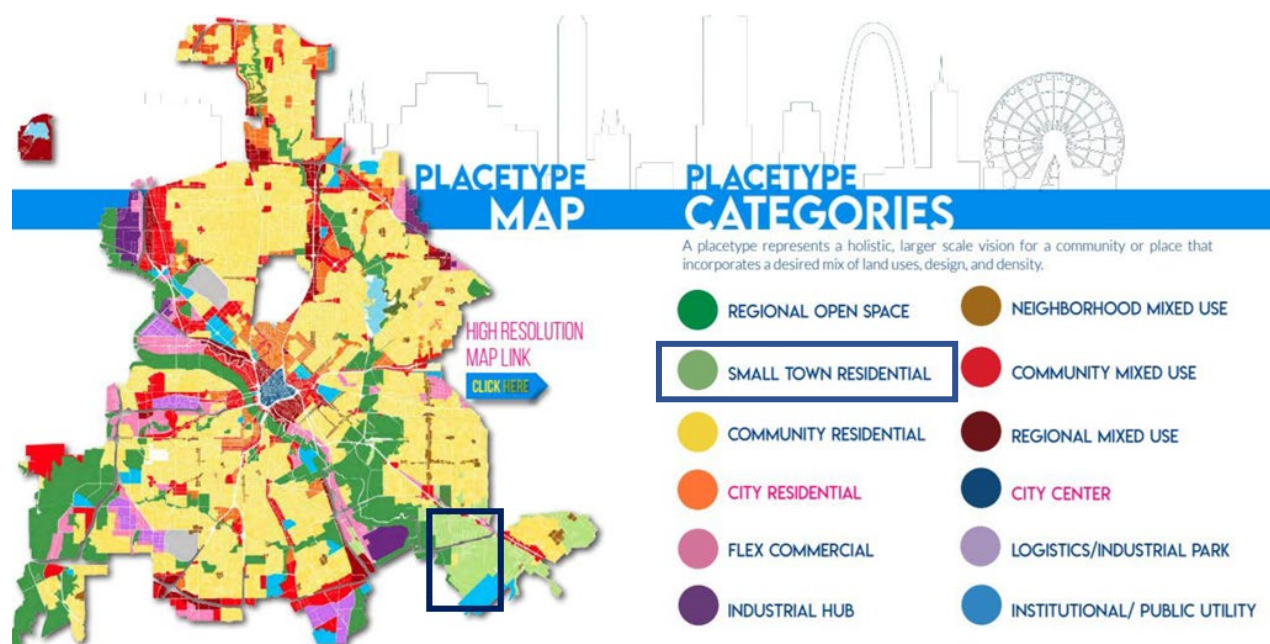 PLACETYPE
MAP
HIGH RESOLUTION
MAP LINK
CLICK HERE
PLACETYPE
CATEGORIES
A placetype represents a holistic, larger scale vision for a community or place that
incorporates a desired mix of land uses, design, and density.
REGIONAL OPEN SPACE
SMALL TOWN RESIDENTIAL
COMMUNITY RESIDENTIAL
CITY RESIDENTIAL
FLEX COMMERCIAL
INDUSTRIAL HUB
NEIGHBORHOOD MIXED USE
COMMUNITY MIXED USE
REGIONAL MIXED USE
CITY CENTER
LOGISTICS/INDUSTRIAL PARK
INSTITUTIONAL/ PUBLIC UTILITY